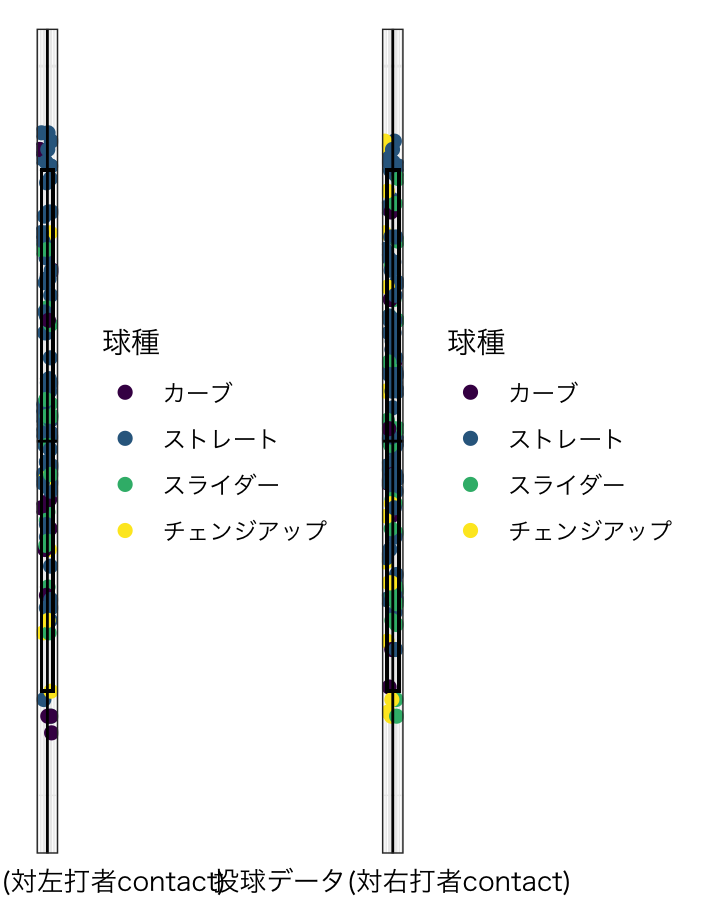 球種
カーブ
ストレート
スライダー
チェンジアップ
球種
カーブ
ストレート
スライダー
チェンジアップ
(対左打者contact)
投球データ(対右打者contact)